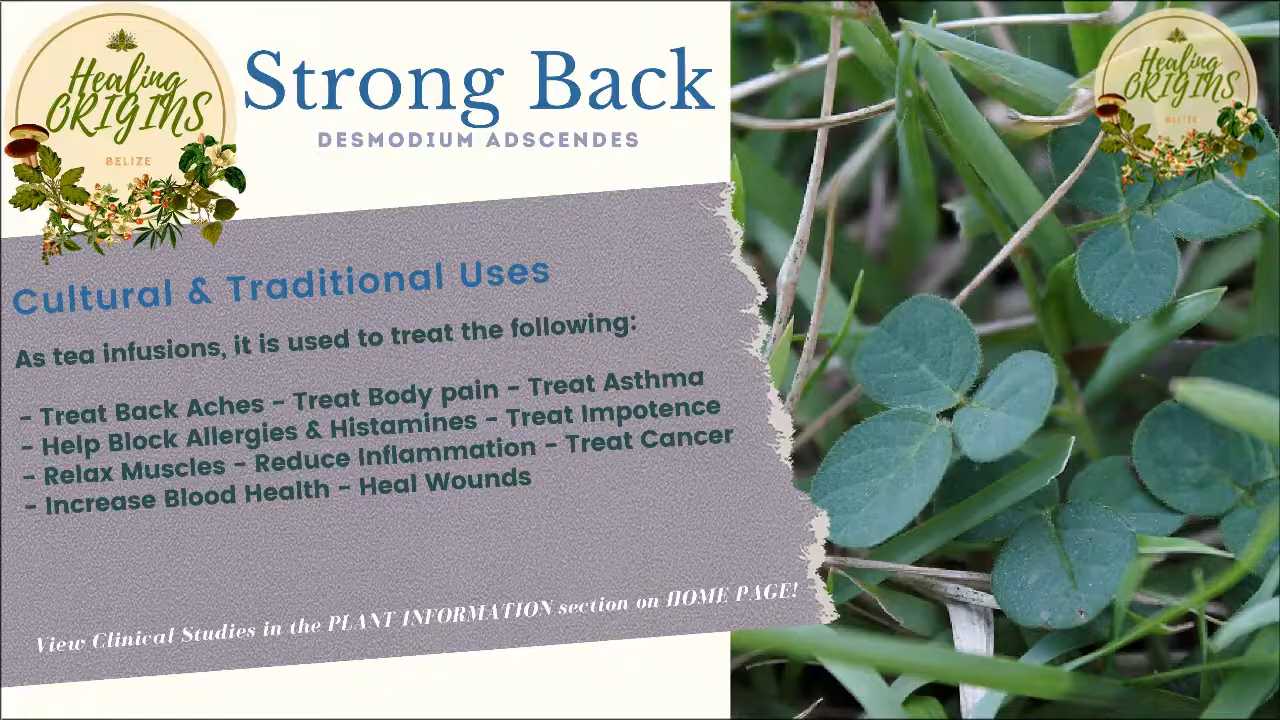 Healing
ORIGINS
BELIZE
Strong Back
DESMODIUM ADSCENDES
Cultural & Traditional Uses
As tea infusions, it is used to treat the following:
- Treat Back Aches - Treat Body pain - Treat Asthma
- Help Block Allergies & Histamines - Treat Impotence
- Relax Muscles - Reduce Inflammation - Treat Cancer
- Increase Blood Health - Heal Wounds
View Clinical Studies in the PLANT INFORMATION section on HOME PAGE!
Healing
ORIGINS
BELIZE